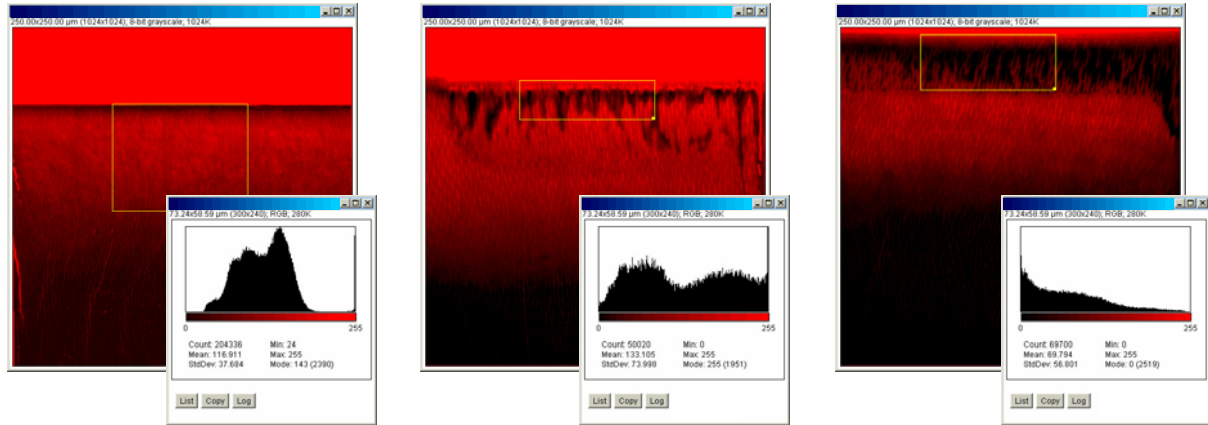 250.00x250.00 µm (1024x1024); 8-bit grayscale; 1024K
73.24x58.59 µm (300x240); RGB; 280K
0 255
Count: 204336 Min: 24
Mean: 116.911 Max: 255
StdDev: 37.684 Mode: 143 (2390)
List Copy Log
250.00x250.00 µm (1024x1024); 8-bit grayscale; 1024K
73.24x58.59 µm (300x240); RGB; 280K
0 255
Count: 50020 Min: 0
Mean: 133.105 Max: 255
StdDev: 73.998 Mode: 255 (1951)
List Copy Log
250.00x250.00 µm (1024x1024); 8-bit grayscale; 1024K
73.24x58.59 µm (300x240); RGB; 280K
0 255
Count: 69700 Min: 0
Mean: 69.794 Max: 255
StdDev: 56.801 Mode: 0 (2519)
List Copy Log